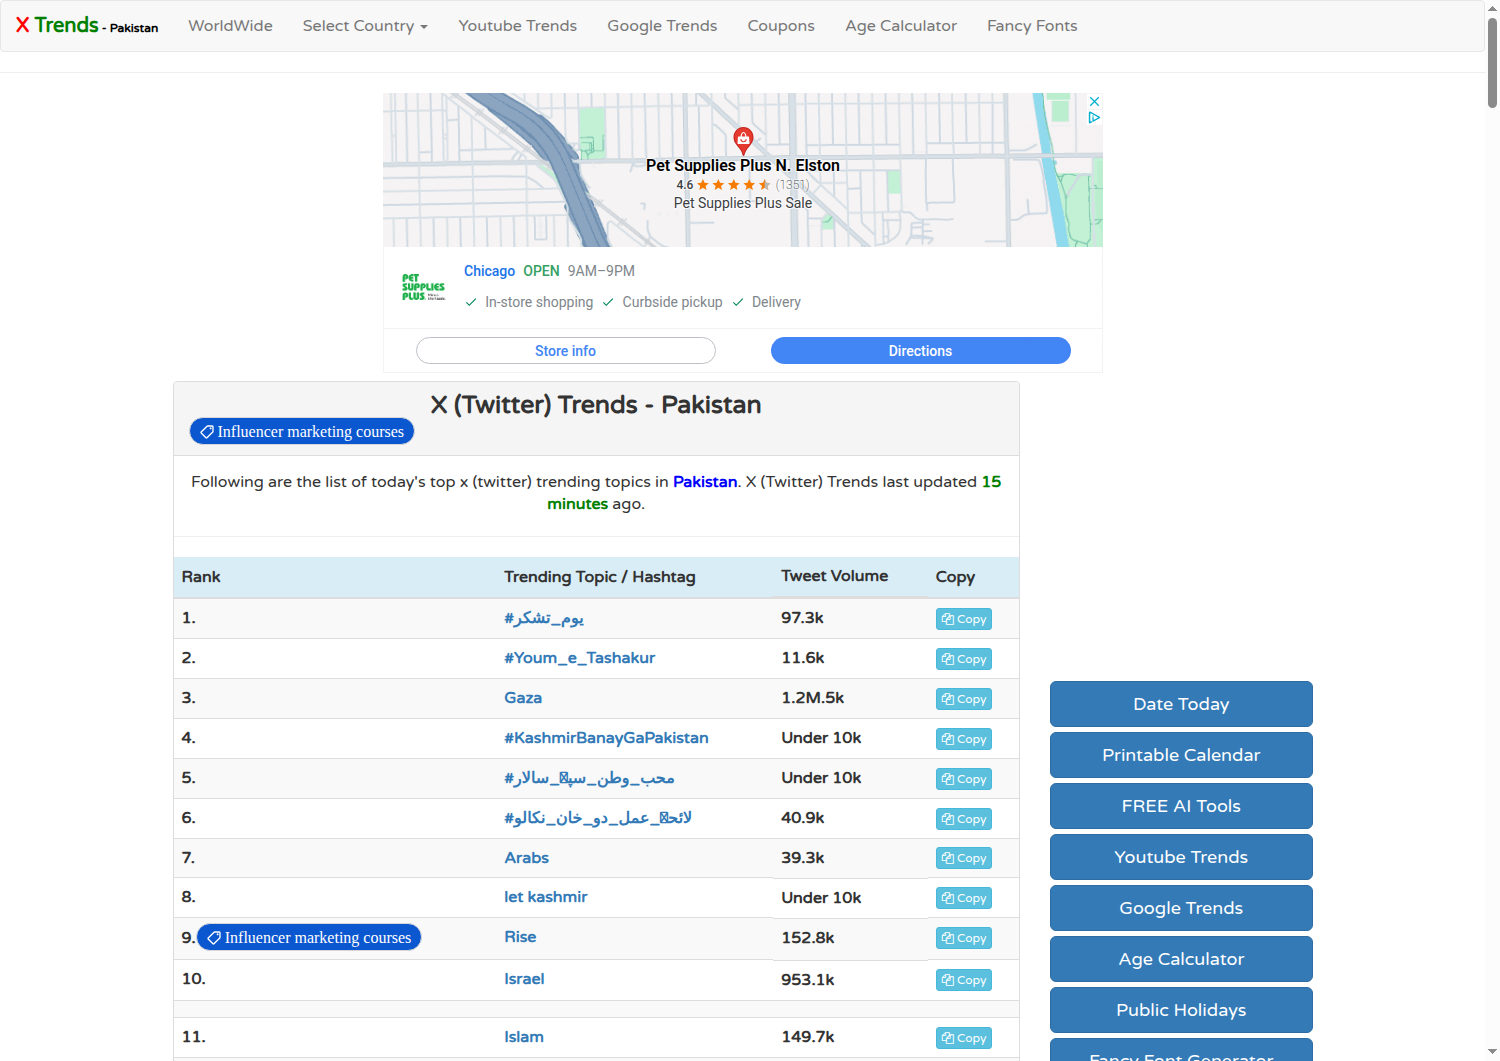 X Trends - Pakistan WorldWide Select Country Youtube Trends Google Trends Coupons Age Calculator Fancy Fonts
Pet Supplies Plus N. Elston
4.6 (1351)
Pet Supplies Plus Sale
PET SUPPLIES PLUS.
Chicago OPEN 9AM–9PM
In-store shopping Curbside pickup Delivery
Store info Directions
X (Twitter) Trends - Pakistan
Influencer marketing courses
Following are the list of today's top x (twitter) trending topics in Pakistan. X (Twitter) Trends last updated 15
minutes ago.
Rank Trending Topic / Hashtag Tweet Volume Copy
1. #يوم_تشكر 97.3k Copy
2. #Youm_e_Tashakur 11.6k Copy
3. Gaza 1.2M.5k Copy
4. #KashmirBanayGaPakistan Under 10k Copy
5. #محب_وطن_سپ_سالار Under 10k Copy
6. #لائح_عمل_دو_خان_نکالو 40.9k Copy
7. Arabs 39.3k Copy
8. let kashmir Under 10k Copy
9. Influencer marketing courses Rise 152.8k Copy
10. Israel 953.1k Copy
11. Islam 149.7k Copy
Date Today
Printable Calendar
FREE AI Tools
Youtube Trends
Google Trends
Age Calculator
Public Holidays
Fancy Font Generator